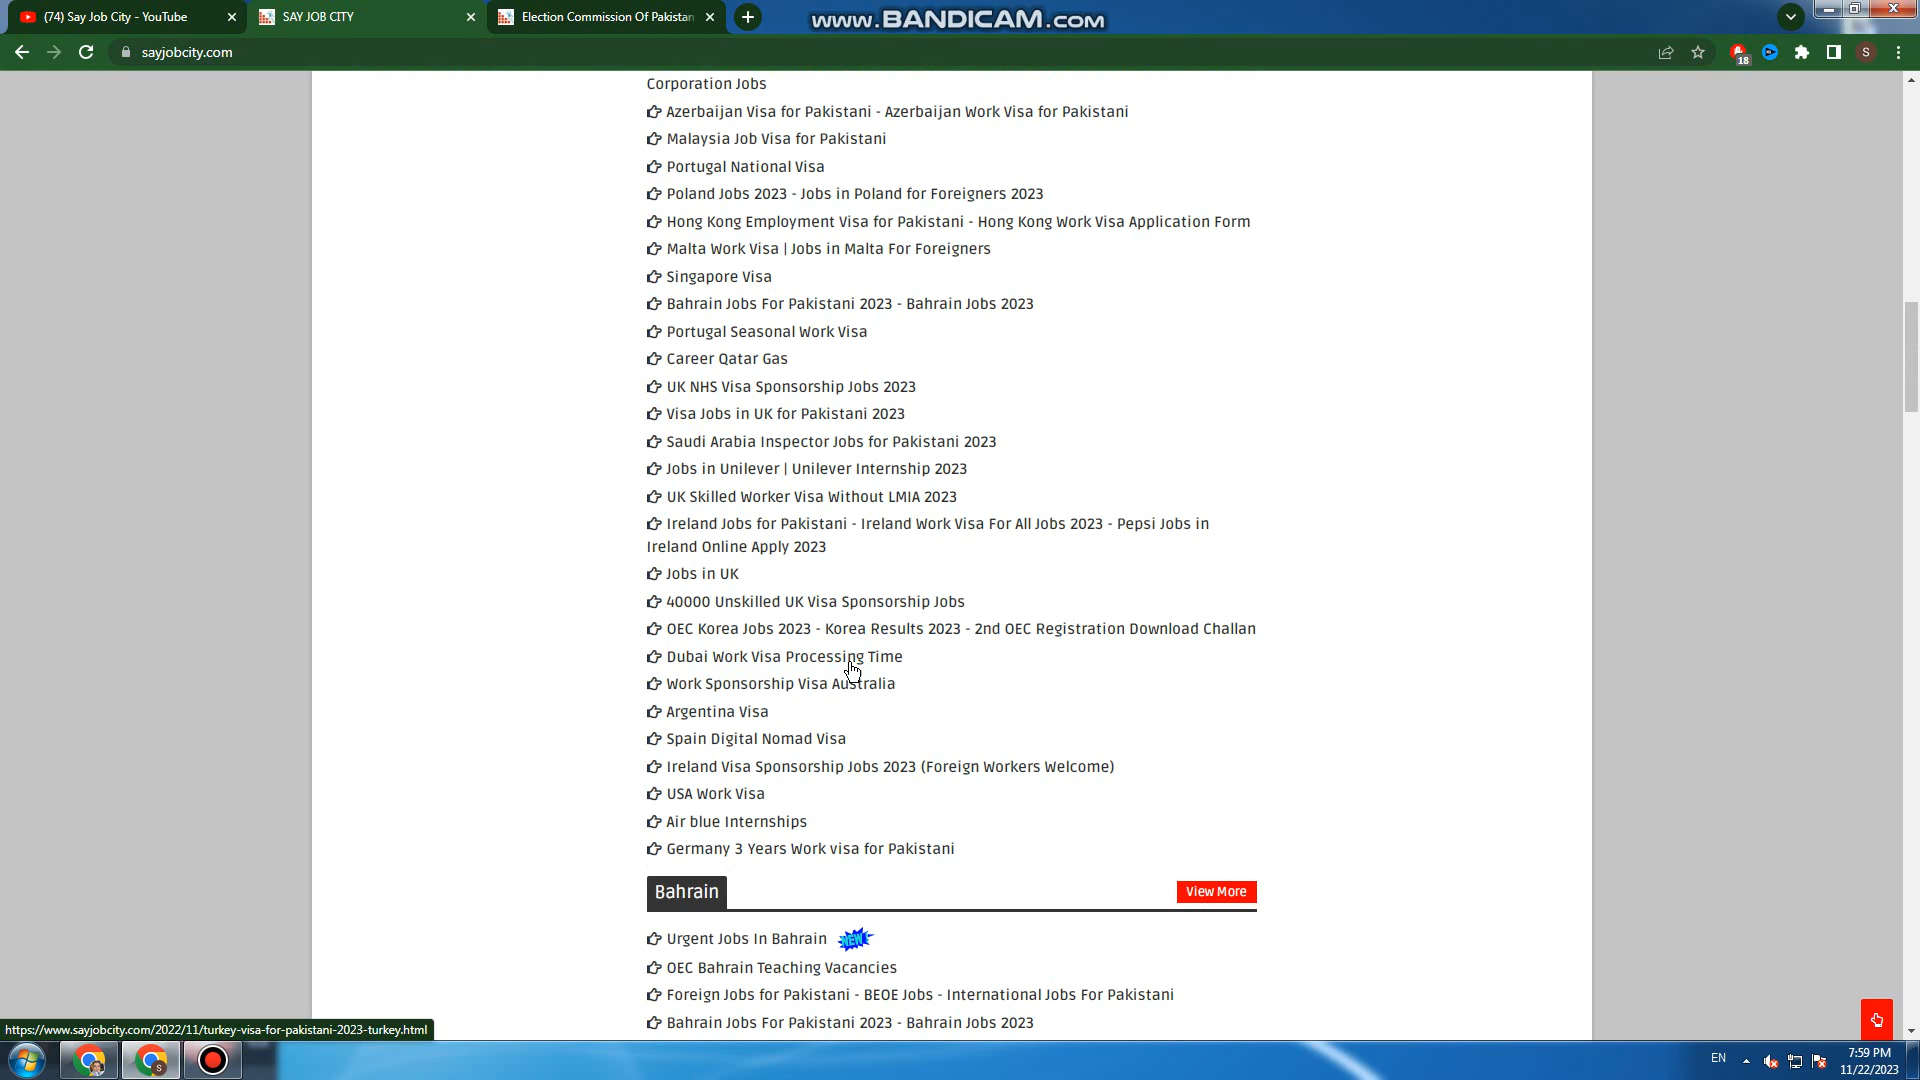 (74) Say Job City - YouTube
SAY JOB CITY
Election Commission Of Pakistan
WWW.BANDICAM.COM
sayjobcity.com
18
S
Corporation Jobs
Azerbaijan Visa for Pakistani - Azerbaijan Work Visa for Pakistani
Malaysia Job Visa for Pakistani
Portugal National Visa
Poland Jobs 2023 - Jobs in Poland for Foreigners 2023
Hong Kong Employment Visa for Pakistani - Hong Kong Work Visa Application Form
Malta Work Visa | Jobs in Malta For Foreigners
Singapore Visa
Bahrain Jobs For Pakistani 2023 - Bahrain Jobs 2023
Portugal Seasonal Work Visa
Career Qatar Gas
UK NHS Visa Sponsorship Jobs 2023
Visa Jobs in UK for Pakistani 2023
Saudi Arabia Inspector Jobs for Pakistani 2023
Jobs in Unilever | Unilever Internship 2023
UK Skilled Worker Visa Without LMIA 2023
Ireland Jobs for Pakistani - Ireland Work Visa For All Jobs 2023 - Pepsi Jobs in
Ireland Online Apply 2023
Jobs in UK
40000 Unskilled UK Visa Sponsorship Jobs
OEC Korea Jobs 2023 - Korea Results 2023 - 2nd OEC Registration Download Challan
Dubai Work Visa Processing Time
Work Sponsorship Visa Australia
Argentina Visa
Spain Digital Nomad Visa
Ireland Visa Sponsorship Jobs 2023 (Foreign Workers Welcome)
USA Work Visa
Air blue Internships
Germany 3 Years Work visa for Pakistani
Bahrain
View More
Urgent Jobs In Bahrain NEW
OEC Bahrain Teaching Vacancies
Foreign Jobs for Pakistani - BEOE Jobs - International Jobs For Pakistani
Bahrain Jobs For Pakistani 2023 - Bahrain Jobs 2023
https://www.sayjobcity.com/2022/11/turkey-visa-for-pakistani-2023-turkey.html
S
EN
7:59 PM
11/22/2023